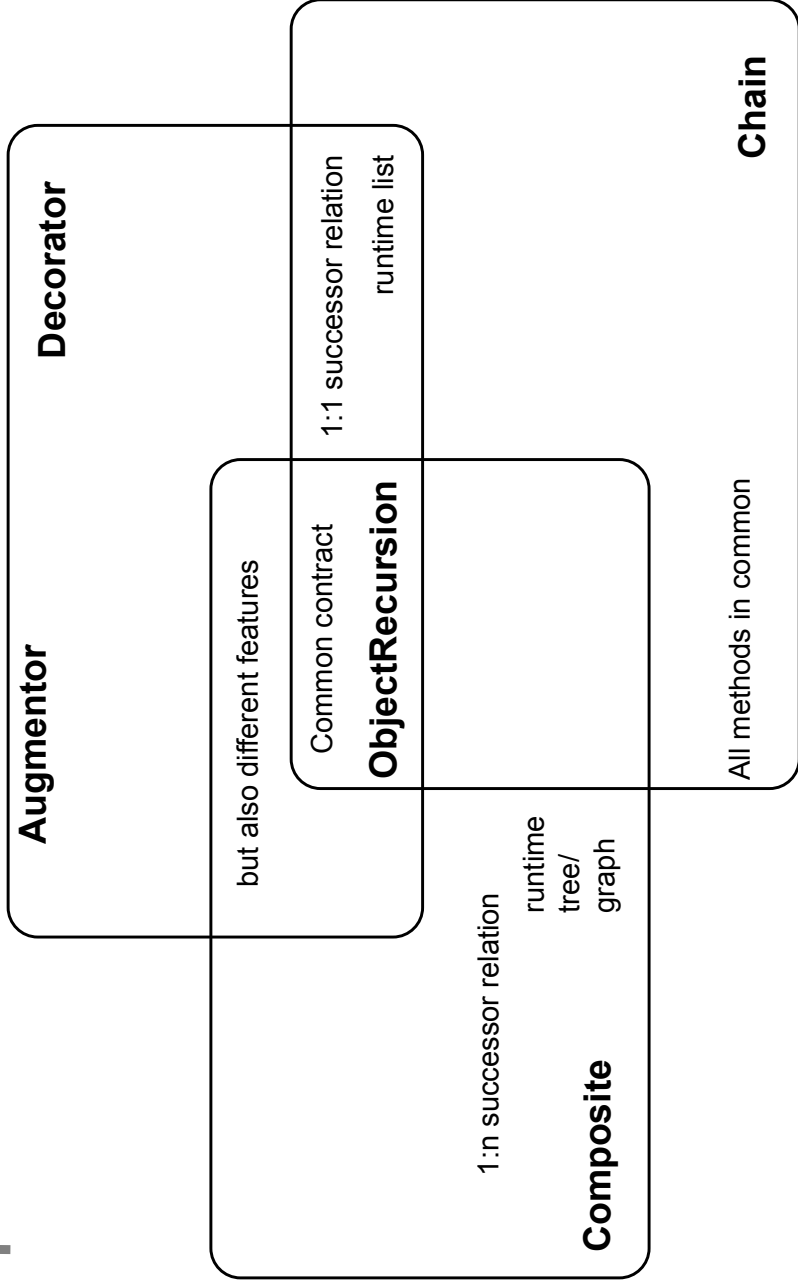 Augmentor
Decorator
but also different features
Common contract
1:1 successor relation
ObjectRecursion
runtime list
1:n successor relation
runtime
tree/
graph
Composite
All methods in common
Chain